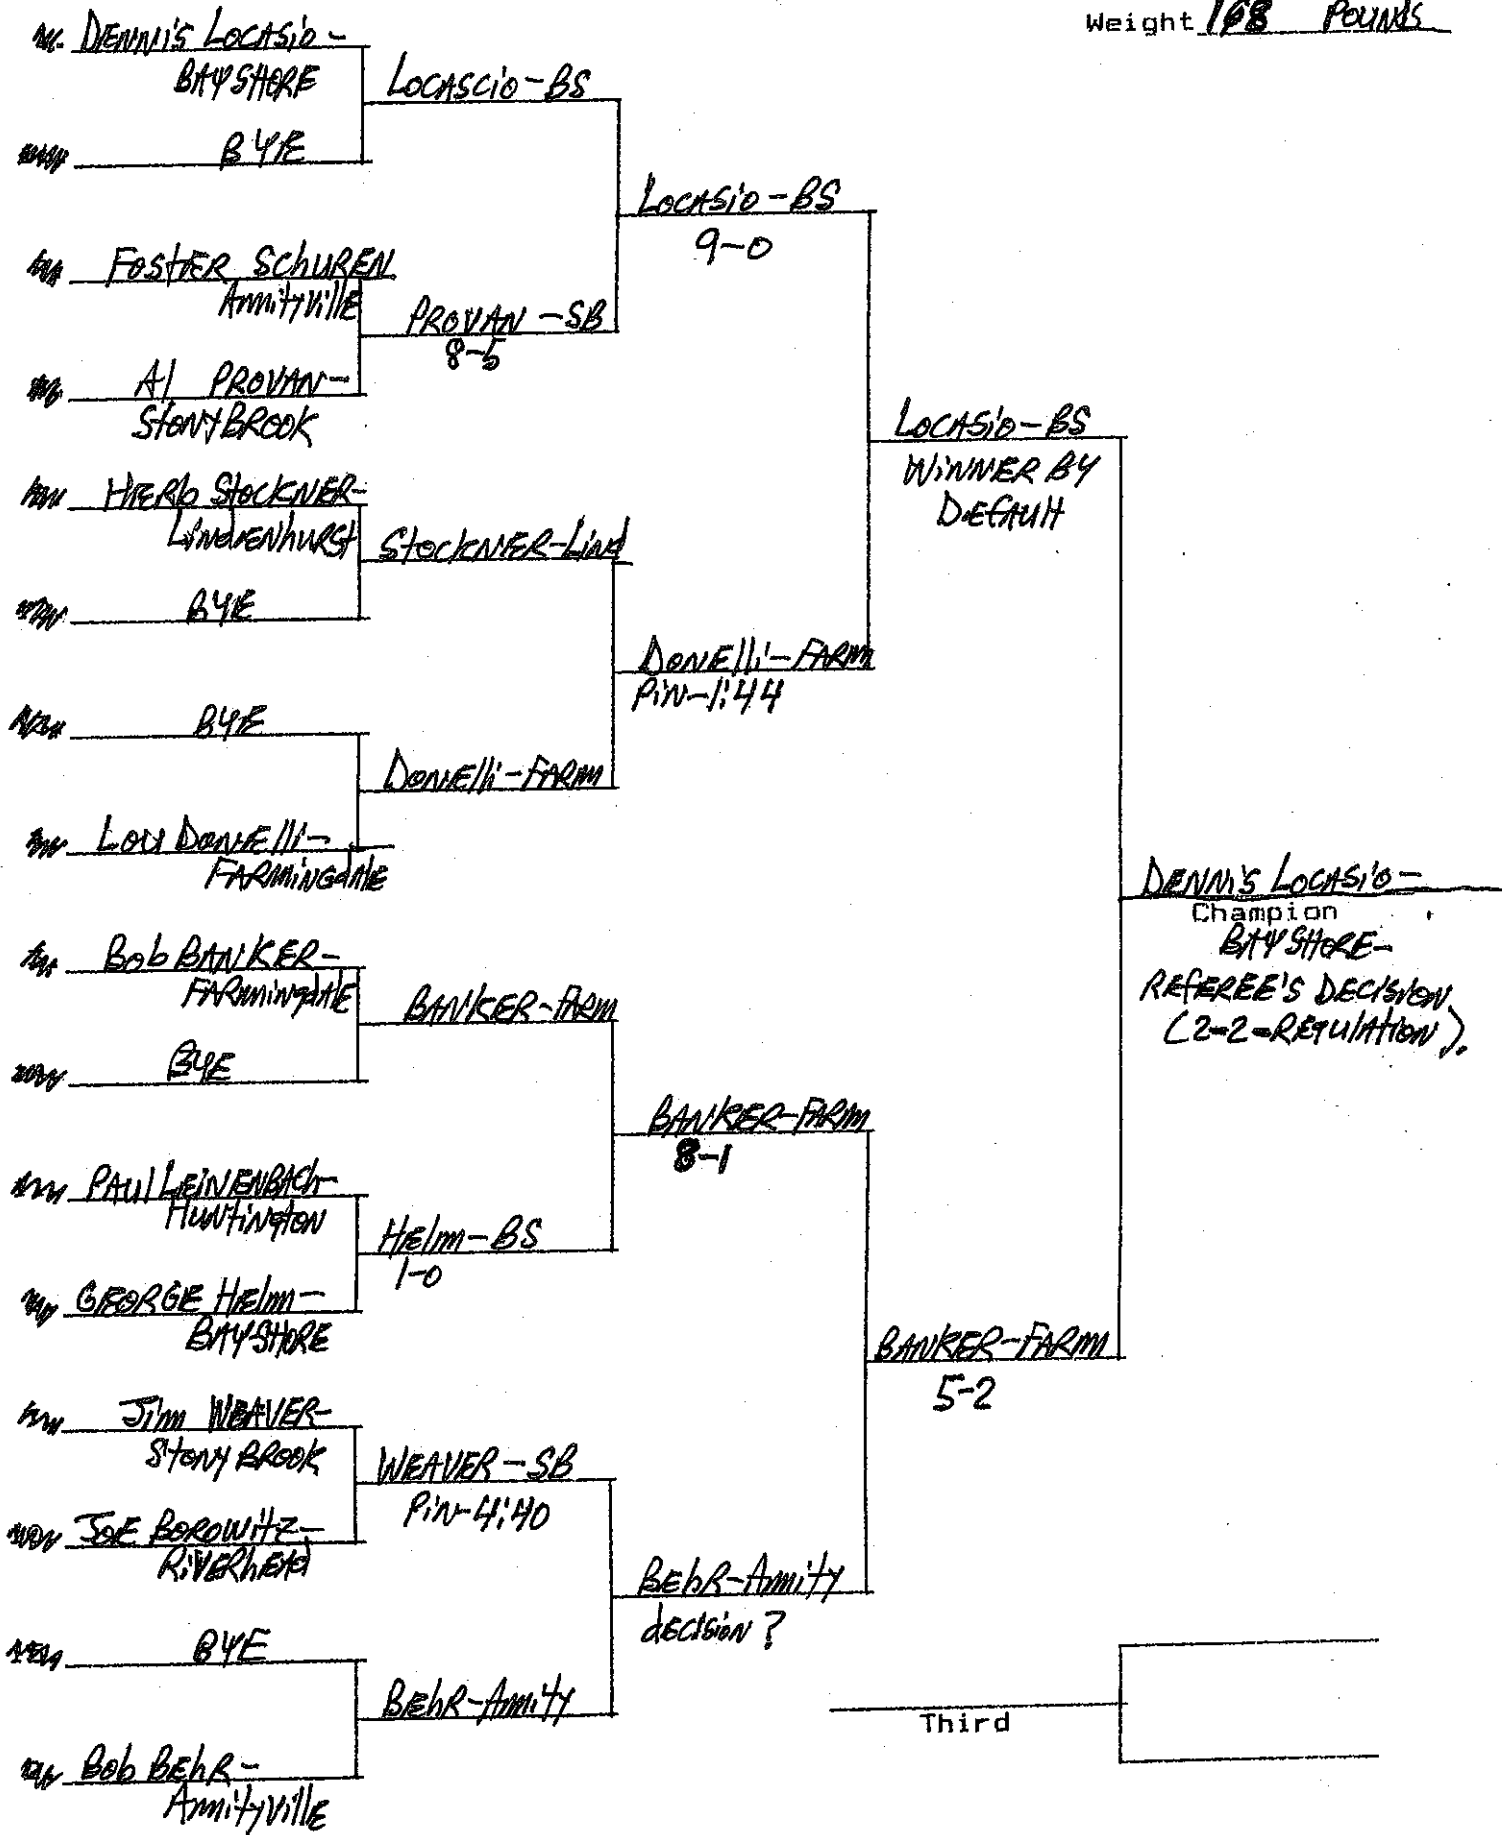 Weight 168 POUNDS
DENNIS LOCASIO -
BAYSHORE
LOCASCIO - BS
BYE
LOCASIO - BS
9-0
FOSTER SCHUREN
Amityville
PROVAN - SB
8-5
Al PROVAN -
STONY BROOK
LOCASIO - BS
WINNER BY
DEFAULT
HERb STOCKNER -
LindENhURST
STOCKNER - Lind
BYE
DONElli - FARM
PIN - 1:44
BYE
DONElli - FARM
LOU DONElli -
FARMINGdAlE
DENNIS LOCASIO -
Champion
BAYSHORE -
REfEREE'S DECISION
(2-2 - REgUlATION).
Bob BANKER -
FARMINgdAlE
BANKER - FARM
BYE
BANKER - FARM
8-1
PAUl LEINENBACh -
HUNTINgTON
HElm - BS
1-0
GEORGE HElm -
BAYSHORE
BANKER - FARM
5-2
Jim WEAVER -
STONY BROOK
WEAVER - SB
PIN - 4:40
JOE BOROWITZ -
RIVERhEAd
BEhR - Amity
dECISION ?
BYE
BEhR - Amity
Third
Bob BEhR -
Amityville